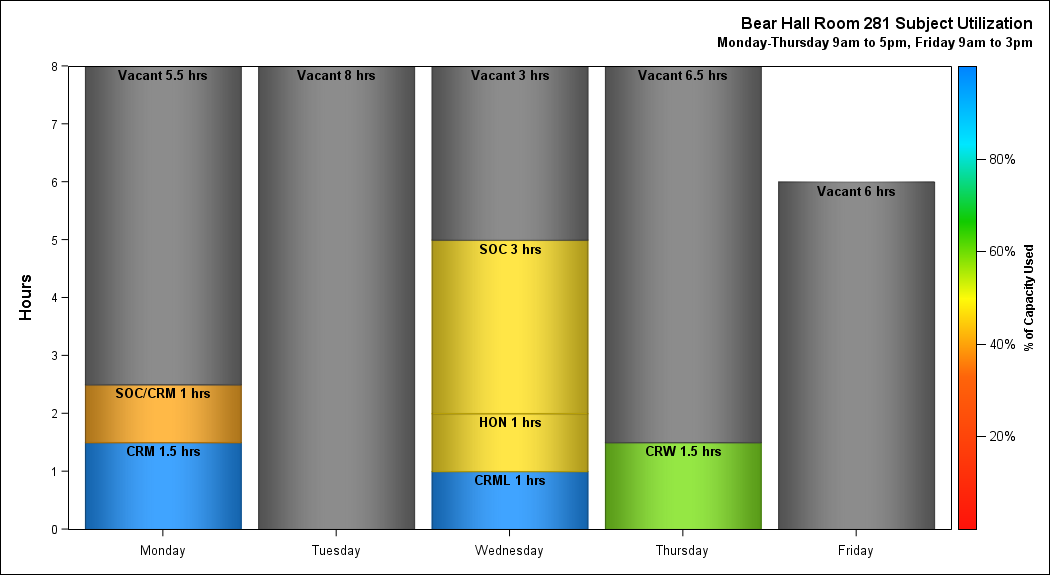 Bear Hall Room 281 Subject Utilization
Monday-Thursday 9am to 5pm, Friday 9am to 3pm
8
7
6
5
4
3
2
1
0
Hours
Vacant 5.5 hrs
SOC/CRM 1 hrs
CRM 1.5 hrs
Vacant 8 hrs
Vacant 3 hrs
SOC 3 hrs
HON 1 hrs
CRML 1 hrs
Vacant 6.5 hrs
CRW 1.5 hrs
Vacant 6 hrs
Monday
Tuesday
Wednesday
Thursday
Friday
80%
60%
40%
20%
% of Capacity Used